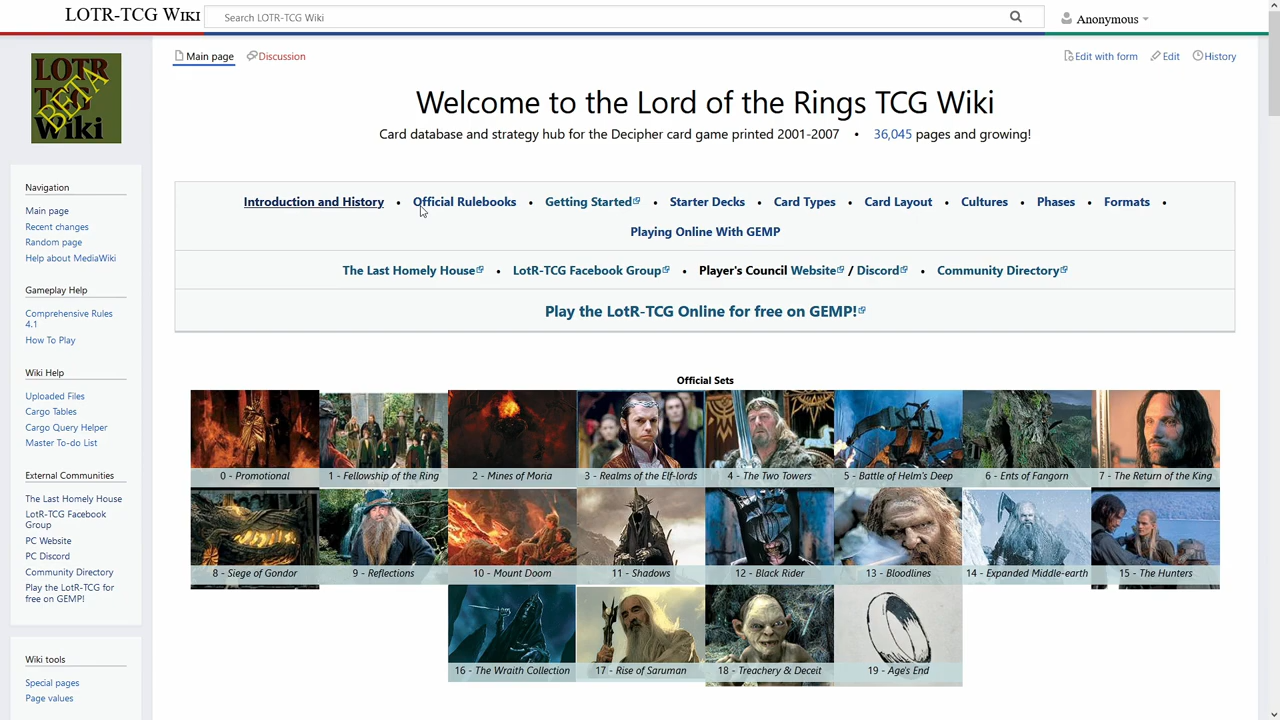 LOTR-TCG Wiki
Search LOTR-TCG Wiki
Anonymous
LOTR
TCG
Wiki
BETA
Main page
Discussion
Edit with form
Edit
History
Welcome to the Lord of the Rings TCG Wiki
Card database and strategy hub for the Decipher card game printed 2001-2007 • 36,045 pages and growing!
Introduction and History • Official Rulebooks • Getting Started • Starter Decks • Card Types • Card Layout • Cultures • Phases • Formats •
Playing Online With GEMP
The Last Homely House • LotR-TCG Facebook Group • Player's Council Website / Discord • Community Directory
Play the LotR-TCG Online for free on GEMP!
Navigation
Main page
Recent changes
Random page
Help about MediaWiki
Gameplay Help
Comprehensive Rules
4.1
How To Play
Wiki Help
Uploaded Files
Cargo Tables
Cargo Query Helper
Master To-do List
External Communities
The Last Homely House
LotR-TCG Facebook
Group
PC Website
PC Discord
Community Directory
Play the LotR-TCG for
free on GEMP!
Wiki tools
Special pages
Page values
Official Sets
0 - Promotional
1 - Fellowship of the Ring
2 - Mines of Moria
3 - Realms of the Elf-lords
4 - The Two Towers
5 - Battle of Helm's Deep
6 - Ents of Fangorn
7 - The Return of the King
8 - Siege of Gondor
9 - Reflections
10 - Mount Doom
11 - Shadows
12 - Black Rider
13 - Bloodlines
14 - Expanded Middle-earth
15 - The Hunters
16 - The Wraith Collection
17 - Rise of Saruman
18 - Treachery & Deceit
19 - Age's End